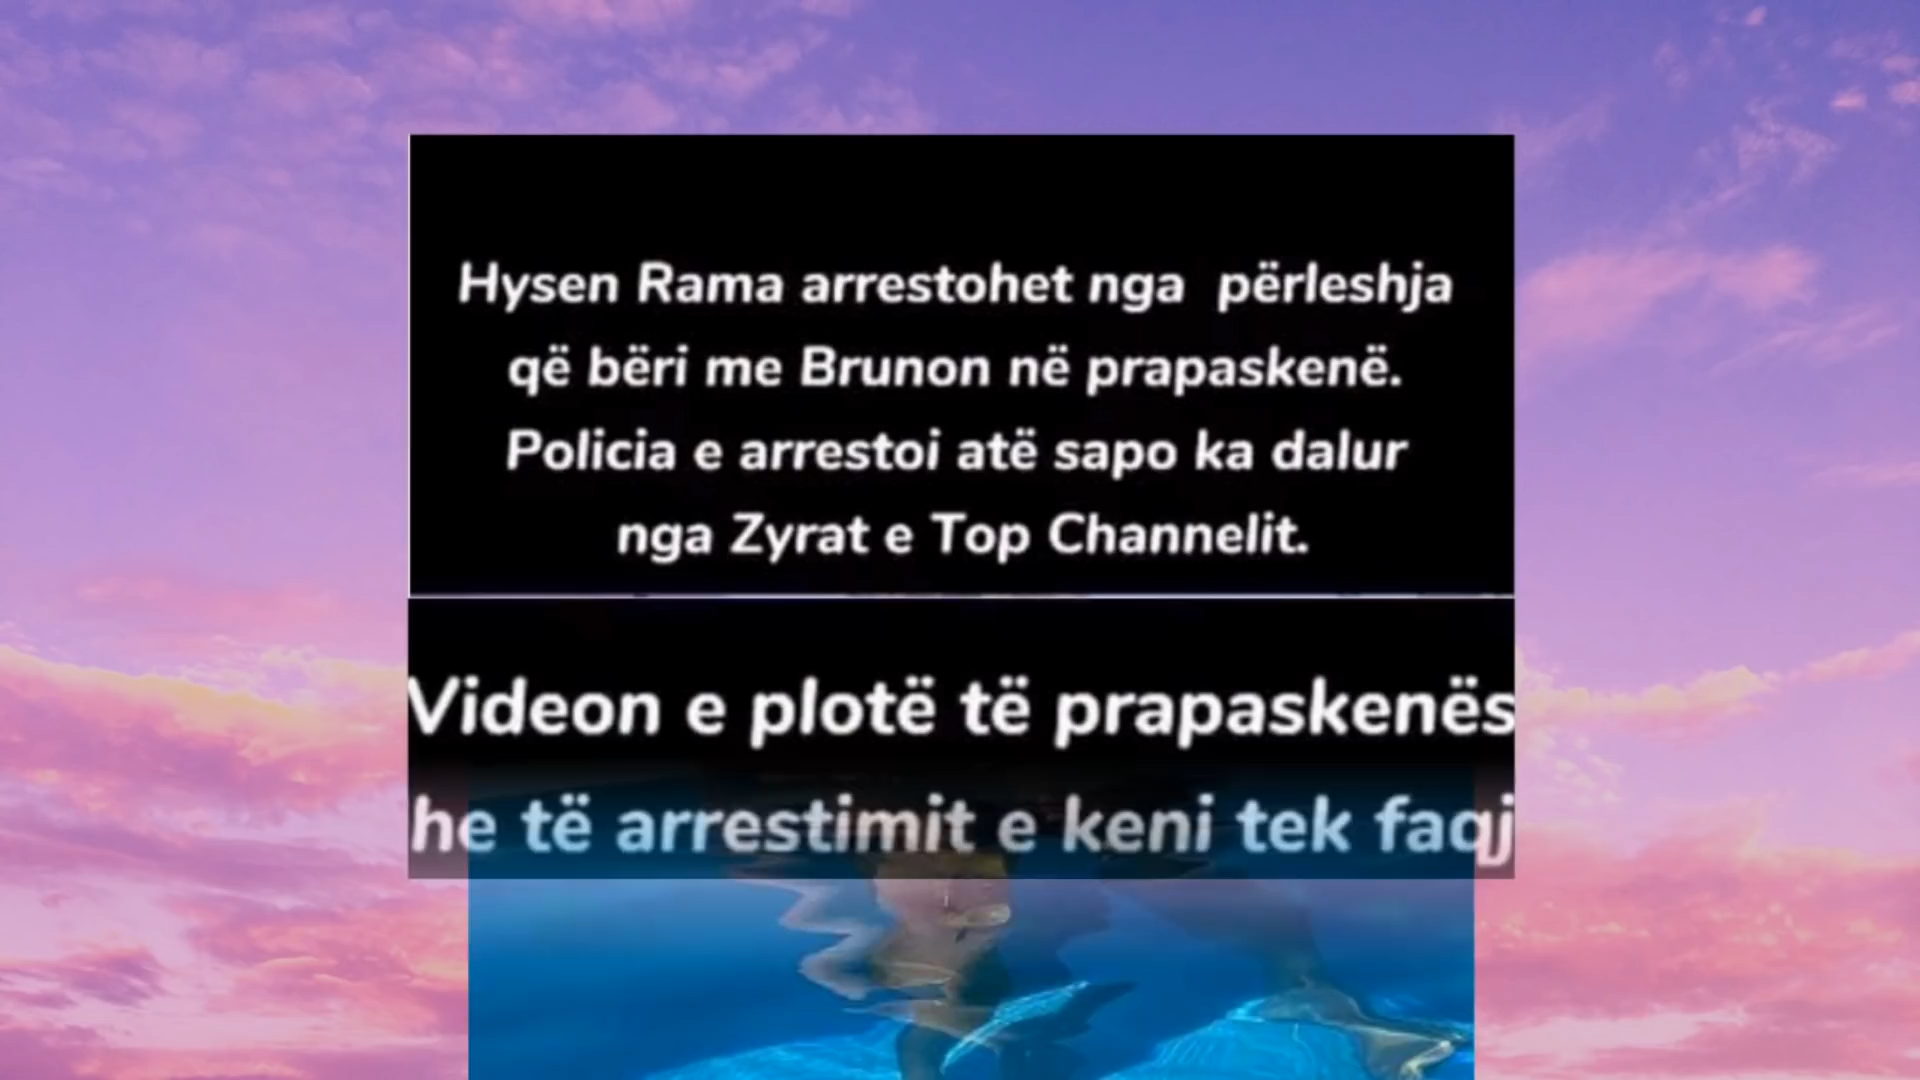 Hysen Rama arrestohet nga përleshja
që bëri me Brunon në prapaskenë.
Policia e arrestoi atë sapo ka dalur
nga Zyrat e Top Channelit.
Videon e plotë të prapaskenës
he të arrestimit e keni tek faqj